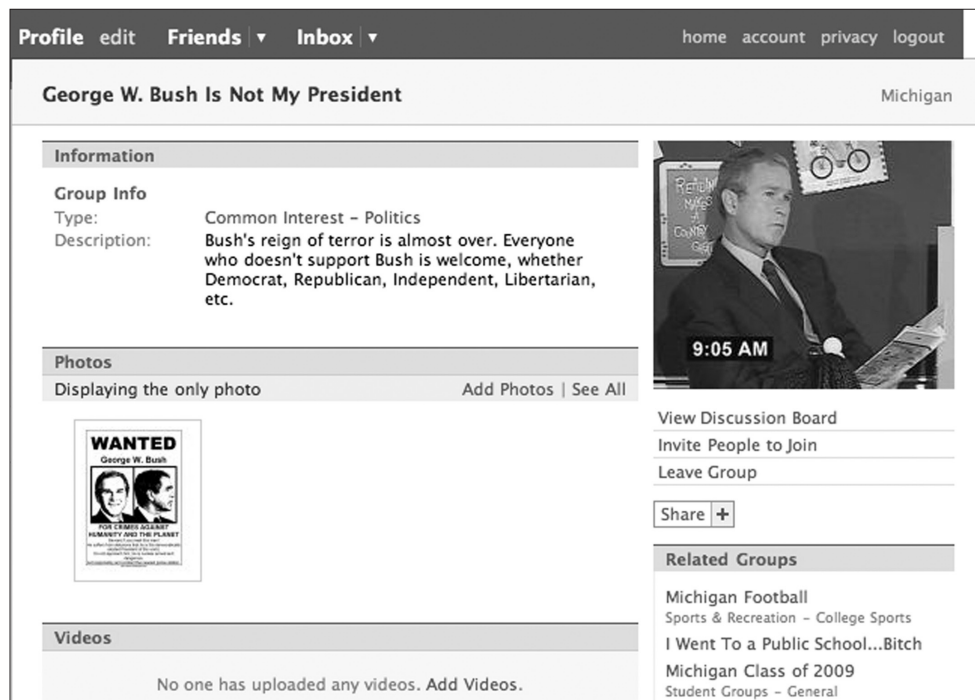 Profile edit Friends ▼ Inbox ▼ home account privacy logout
George W. Bush Is Not My President Michigan
Information
Group Info
Type: Common Interest – Politics
Description: Bush's reign of terror is almost over. Everyone
who doesn't support Bush is welcome, whether
Democrat, Republican, Independent, Libertarian,
etc.
Photos
Displaying the only photo Add Photos | See All
WANTED
George W. Bush
FOR CRIMES AGAINST
HUMANITY AND THE PLANET
Videos
No one has uploaded any videos. Add Videos.
READING
MAKES
A
COUNTRY
9:05 AM
View Discussion Board
Invite People to Join
Leave Group
Share +
Related Groups
Michigan Football
Sports & Recreation – College Sports
I Went To a Public School...Bitch
Michigan Class of 2009
Student Groups – General